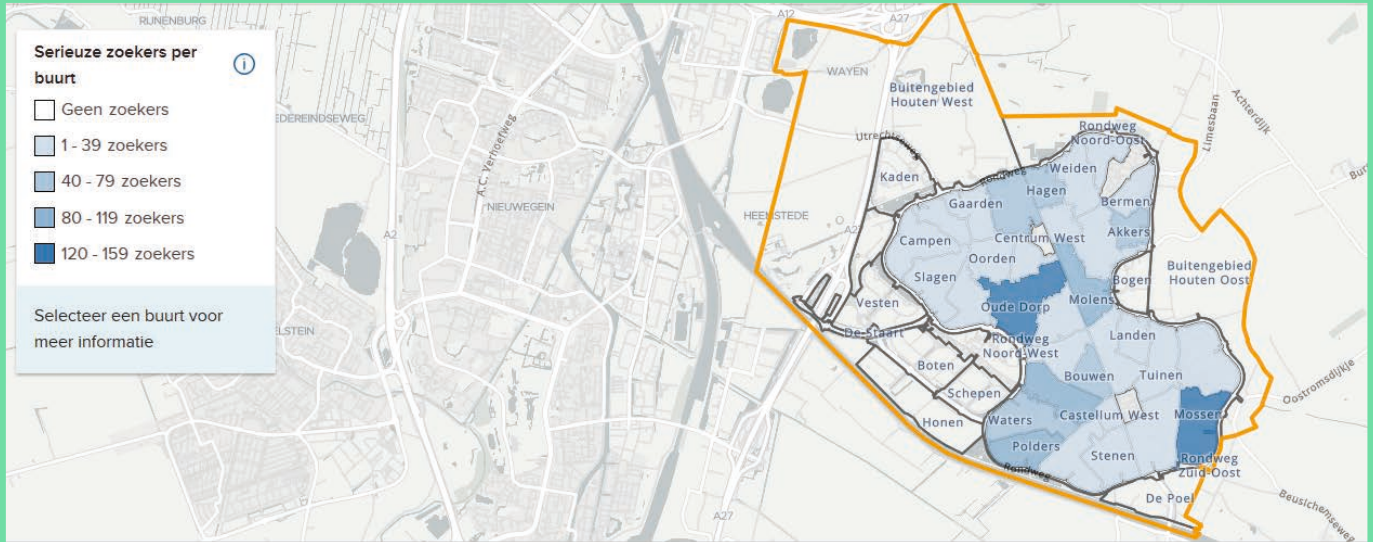 Serieuze zoekers per
buurt
Geen zoekers
1 - 39 zoekers
40 - 79 zoekers
80 - 119 zoekers
120 - 159 zoekers
Selecteer een buurt voor
meer informatie
RIJNENBURG
A.C. Verhoefweg
NIEUWEGEIN
A2
A12
A27
WAYEN
Buitengebied
Houten West
Utrechtseweg
Kaden
HEEMSTEDE
Rondweg
Rondweg
Noord-Oost
Weiden
Hagen
Gaarden
Bermen
Akkers
Centrum West
Campen
Oorden
Slagen
Limesbaan
Achterdijk
Buitengebied
Houten Oost
Bogen
Molens
Oude Dorp
Vesten
De Staart
Rondweg
Noord-West
Landen
Boten
Bouwen
Tuinen
Schepen
Honen
Waters
Castellum West
Mossen
Polders
Stenen
Rondweg
Rondweg
Zuid-Oost
De Poel
Oostromsdijkje
Beusichemseweg
A27